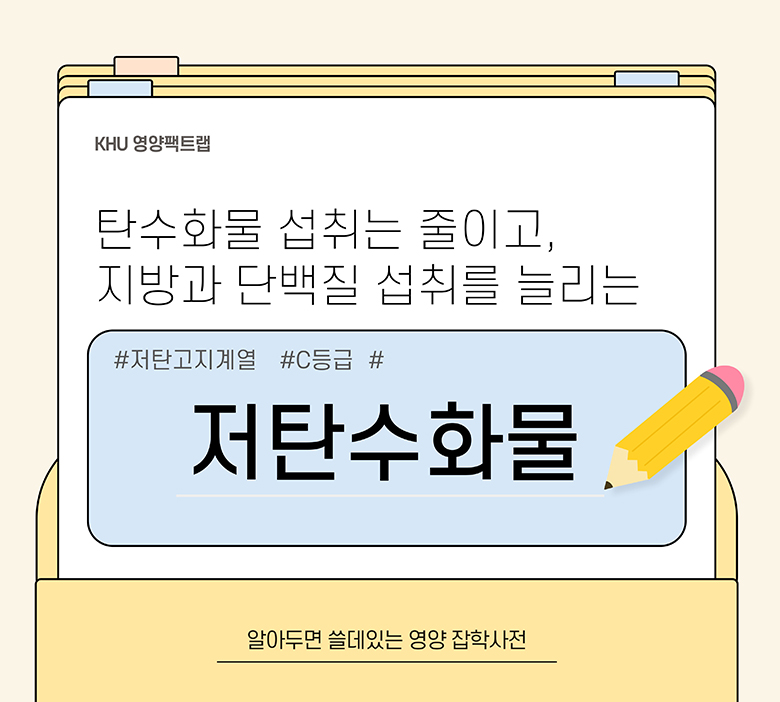 KHU 영양팩트랩
탄수화물 섭취는 줄이고,
지방과 단백질 섭취를 늘리는
#저탄고지계열 #C등급 #
저탄수화물
알아두면 쓸데있는 영양 잡학사전